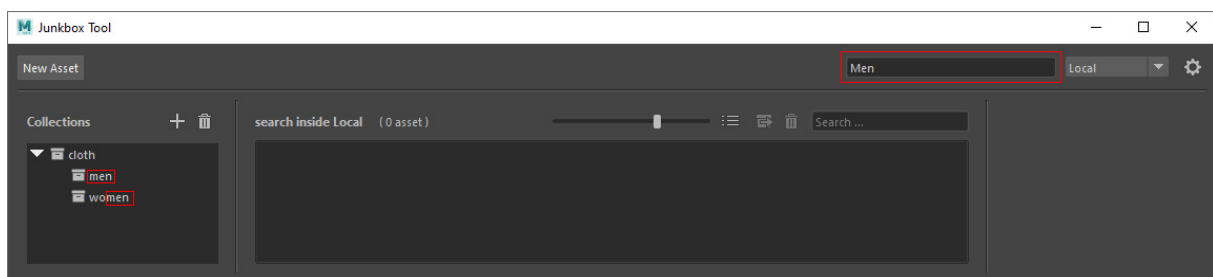 Junkbox Tool
New Asset
Men
Local
Collections
search inside Local ( 0 asset )
Search ...
cloth
men
women